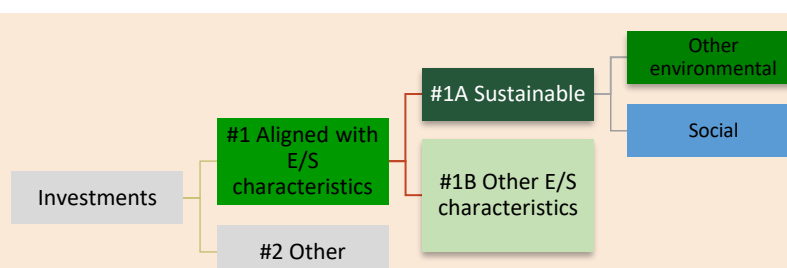 Investments
#1 Aligned with
E/S
characteristics
#2 Other
#1A Sustainable
#1B Other E/S
characteristics
Other
environmental
Social